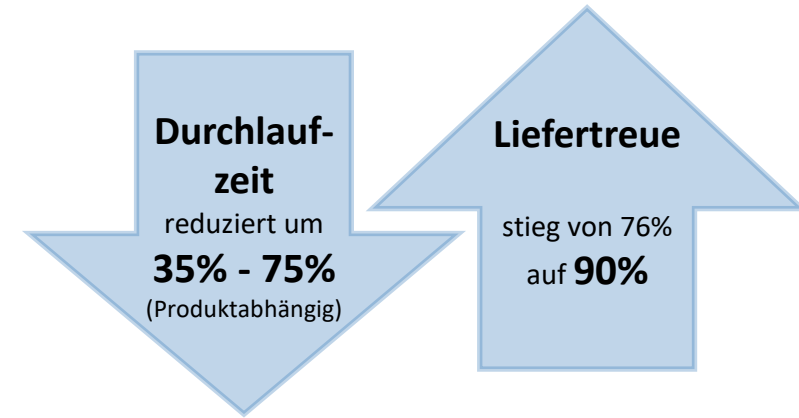 Durchlauf-
zeit
reduziert um
35% - 75%
(Produktabhängig)
Liefertreue
stieg von 76%
auf 90%